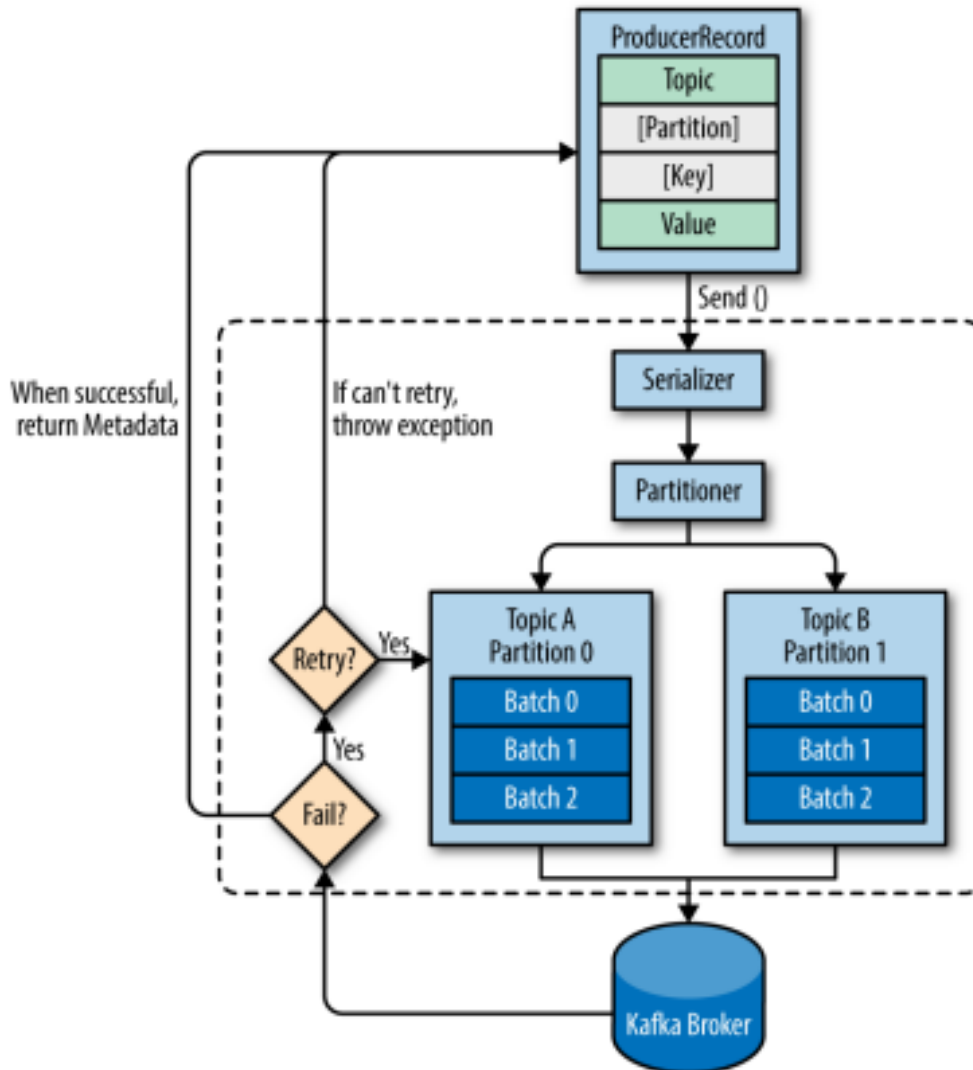 ProducerRecord
Topic
[Partition]
[Key]
Value
Send ()
When successful,
return Metadata
If can't retry,
throw exception
Serializer
Partitioner
Retry?
Yes
Topic A
Partition 0
Batch 0
Batch 1
Batch 2
Topic B
Partition 1
Batch 0
Batch 1
Batch 2
Yes
Fail?
Kafka Broker